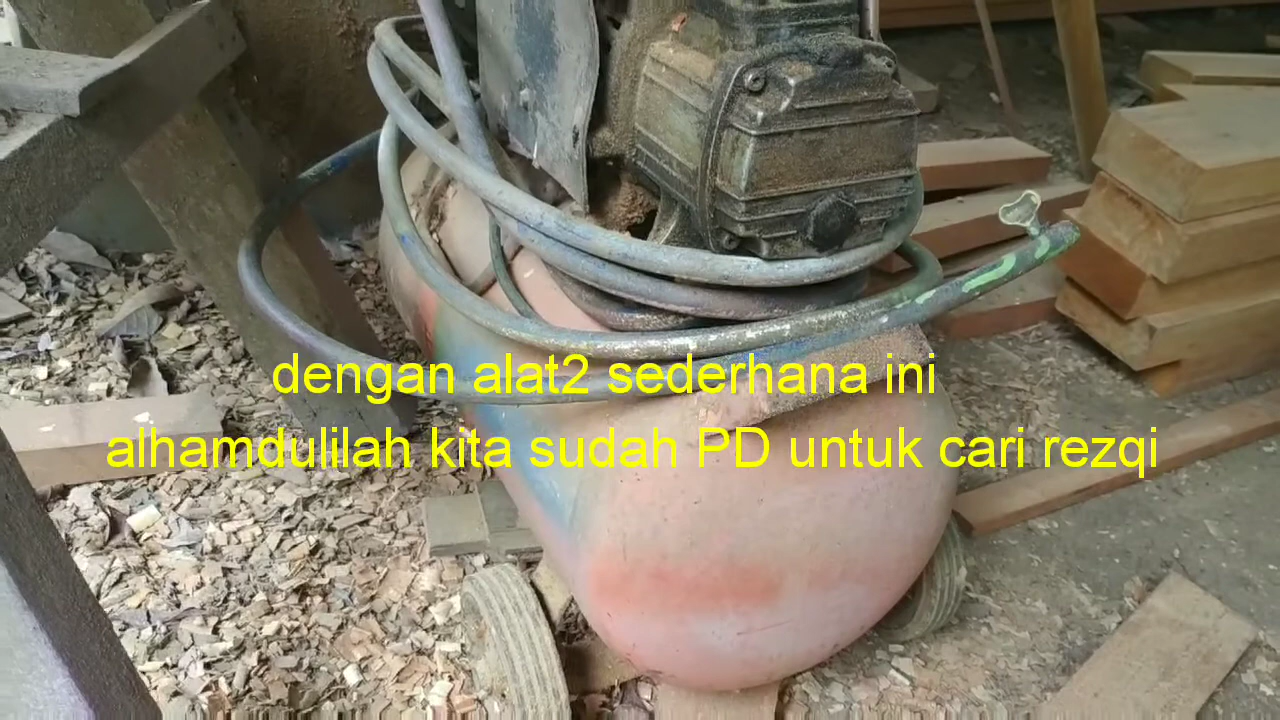 dengan alat2 sederhana ini
alhamdulilah kita sudah PD untuk cari rezqi